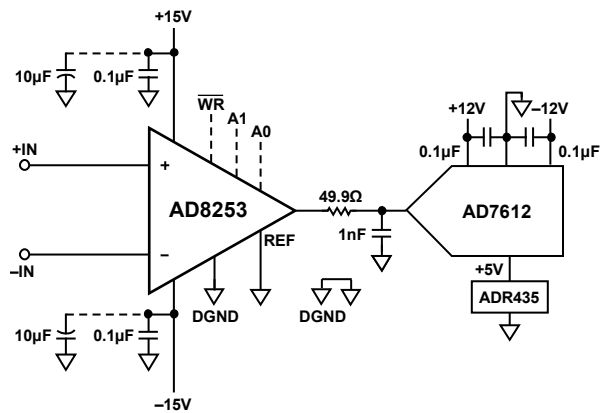 +15V
10µF
0.1µF
W̅R̅
A1
A0
+12V
–12V
0.1µF
0.1µF
+IN
+
AD8253
49.9Ω
AD7612
REF
1nF
–
–IN
+5V
DGND
DGND
ADR435
10µF
0.1µF
–15V